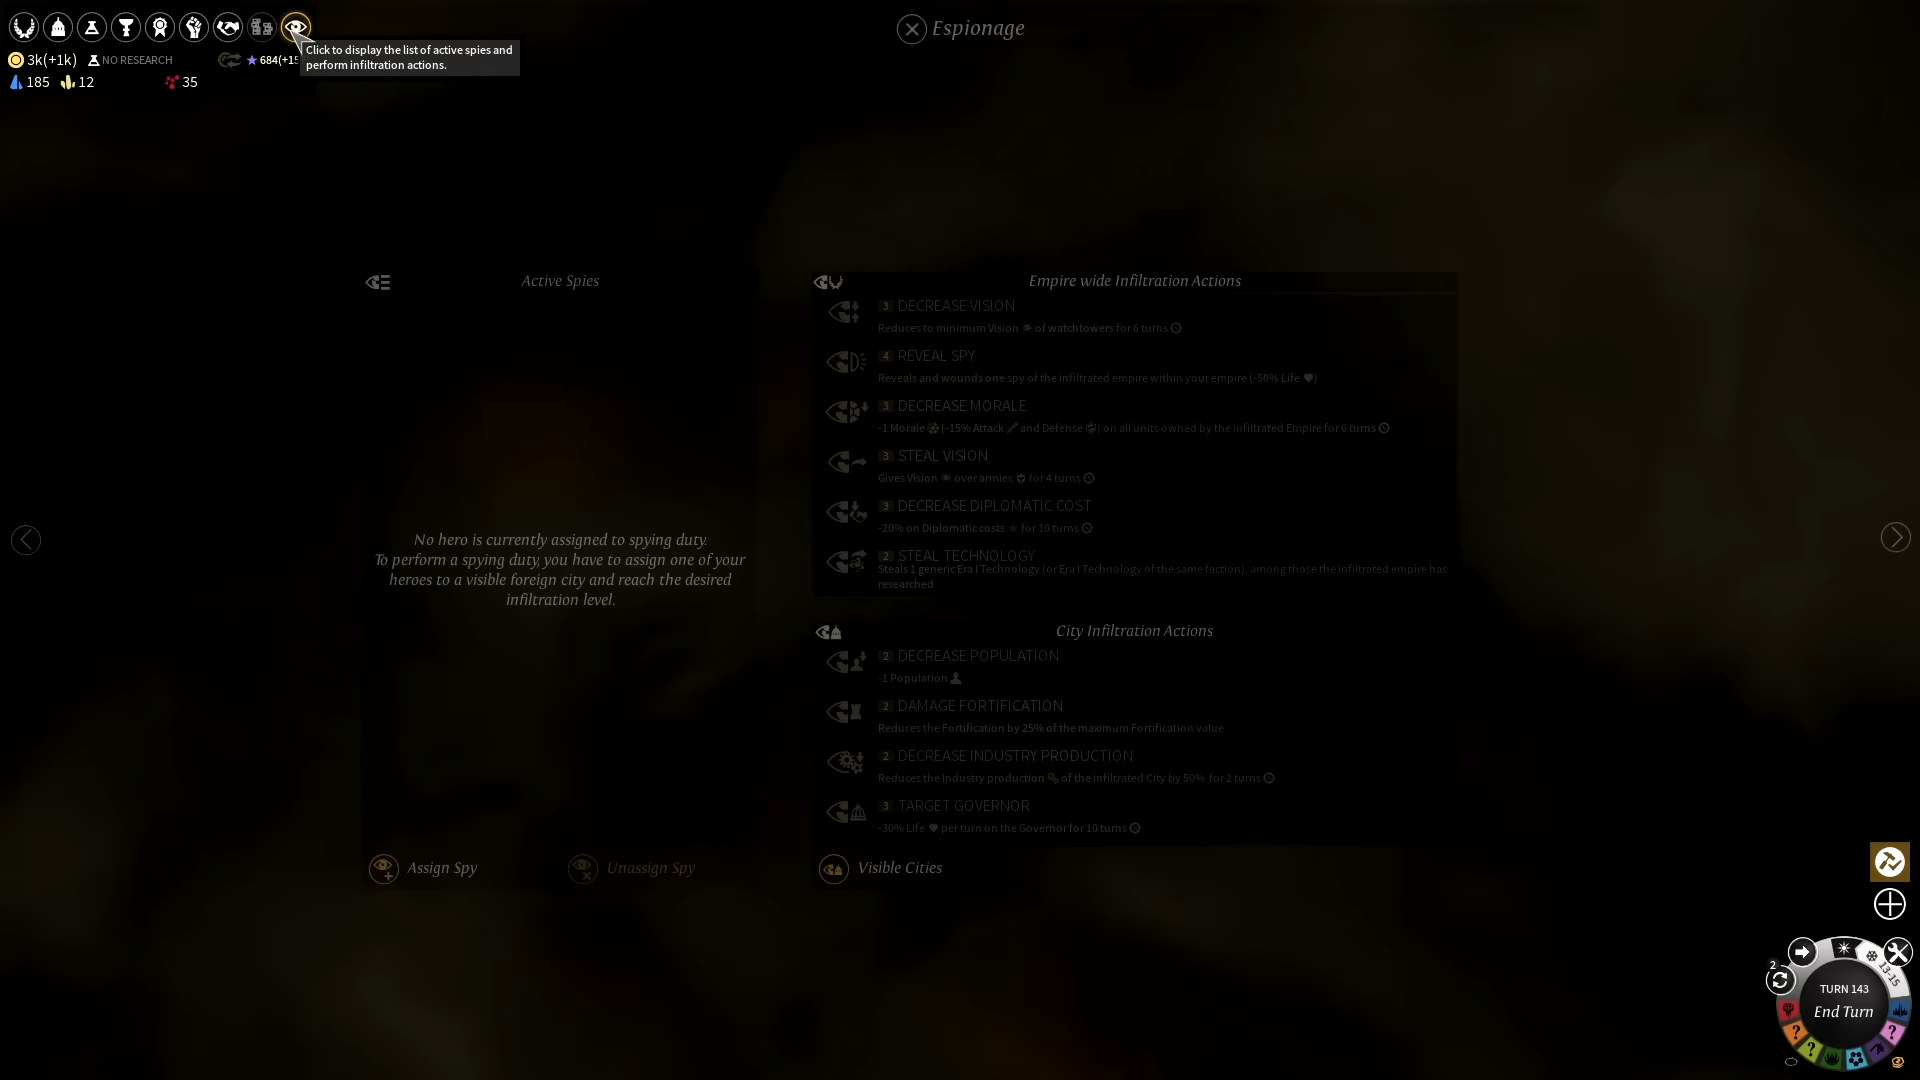 Espionage
Click to display the list of active spies and
perform infiltration actions.
3k(+1k) NO RESEARCH 684(+15
185 12 35
Active Spies
No hero is currently assigned to spying duty.
To perform a spying duty, you have to assign one of your
heroes to a visible foreign city and reach the desired
infiltration level.
Assign Spy
Unassign Spy
Empire wide Infiltration Actions
3 DECREASE VISION
Reduces to minimum Vision of watchtowers for 6 turns
4 REVEAL SPY
Reveals and wounds one spy of the infiltrated empire within your empire (-50% Life )
3 DECREASE MORALE
-1 Morale (-15% Attack and Defense ) on all units owned by the infiltrated Empire for 6 turns
3 STEAL VISION
Gives Vision over armies for 4 turns
3 DECREASE DIPLOMATIC COST
-20% on Diplomatic costs for 10 turns
2 STEAL TECHNOLOGY
Steals 1 generic Era I Technology (or Era I Technology of the same faction), among those the infiltrated empire has
researched
City Infiltration Actions
2 DECREASE POPULATION
-1 Population
2 DAMAGE FORTIFICATION
Reduces the Fortification by 25% of the maximum Fortification value
2 DECREASE INDUSTRY PRODUCTION
Reduces the Industry production of the infiltrated City by 50% for 2 turns
3 TARGET GOVERNOR
-30% Life per turn on the Governor for 10 turns
Visible Cities
2
13-15
TURN 143
End Turn
?
?
?